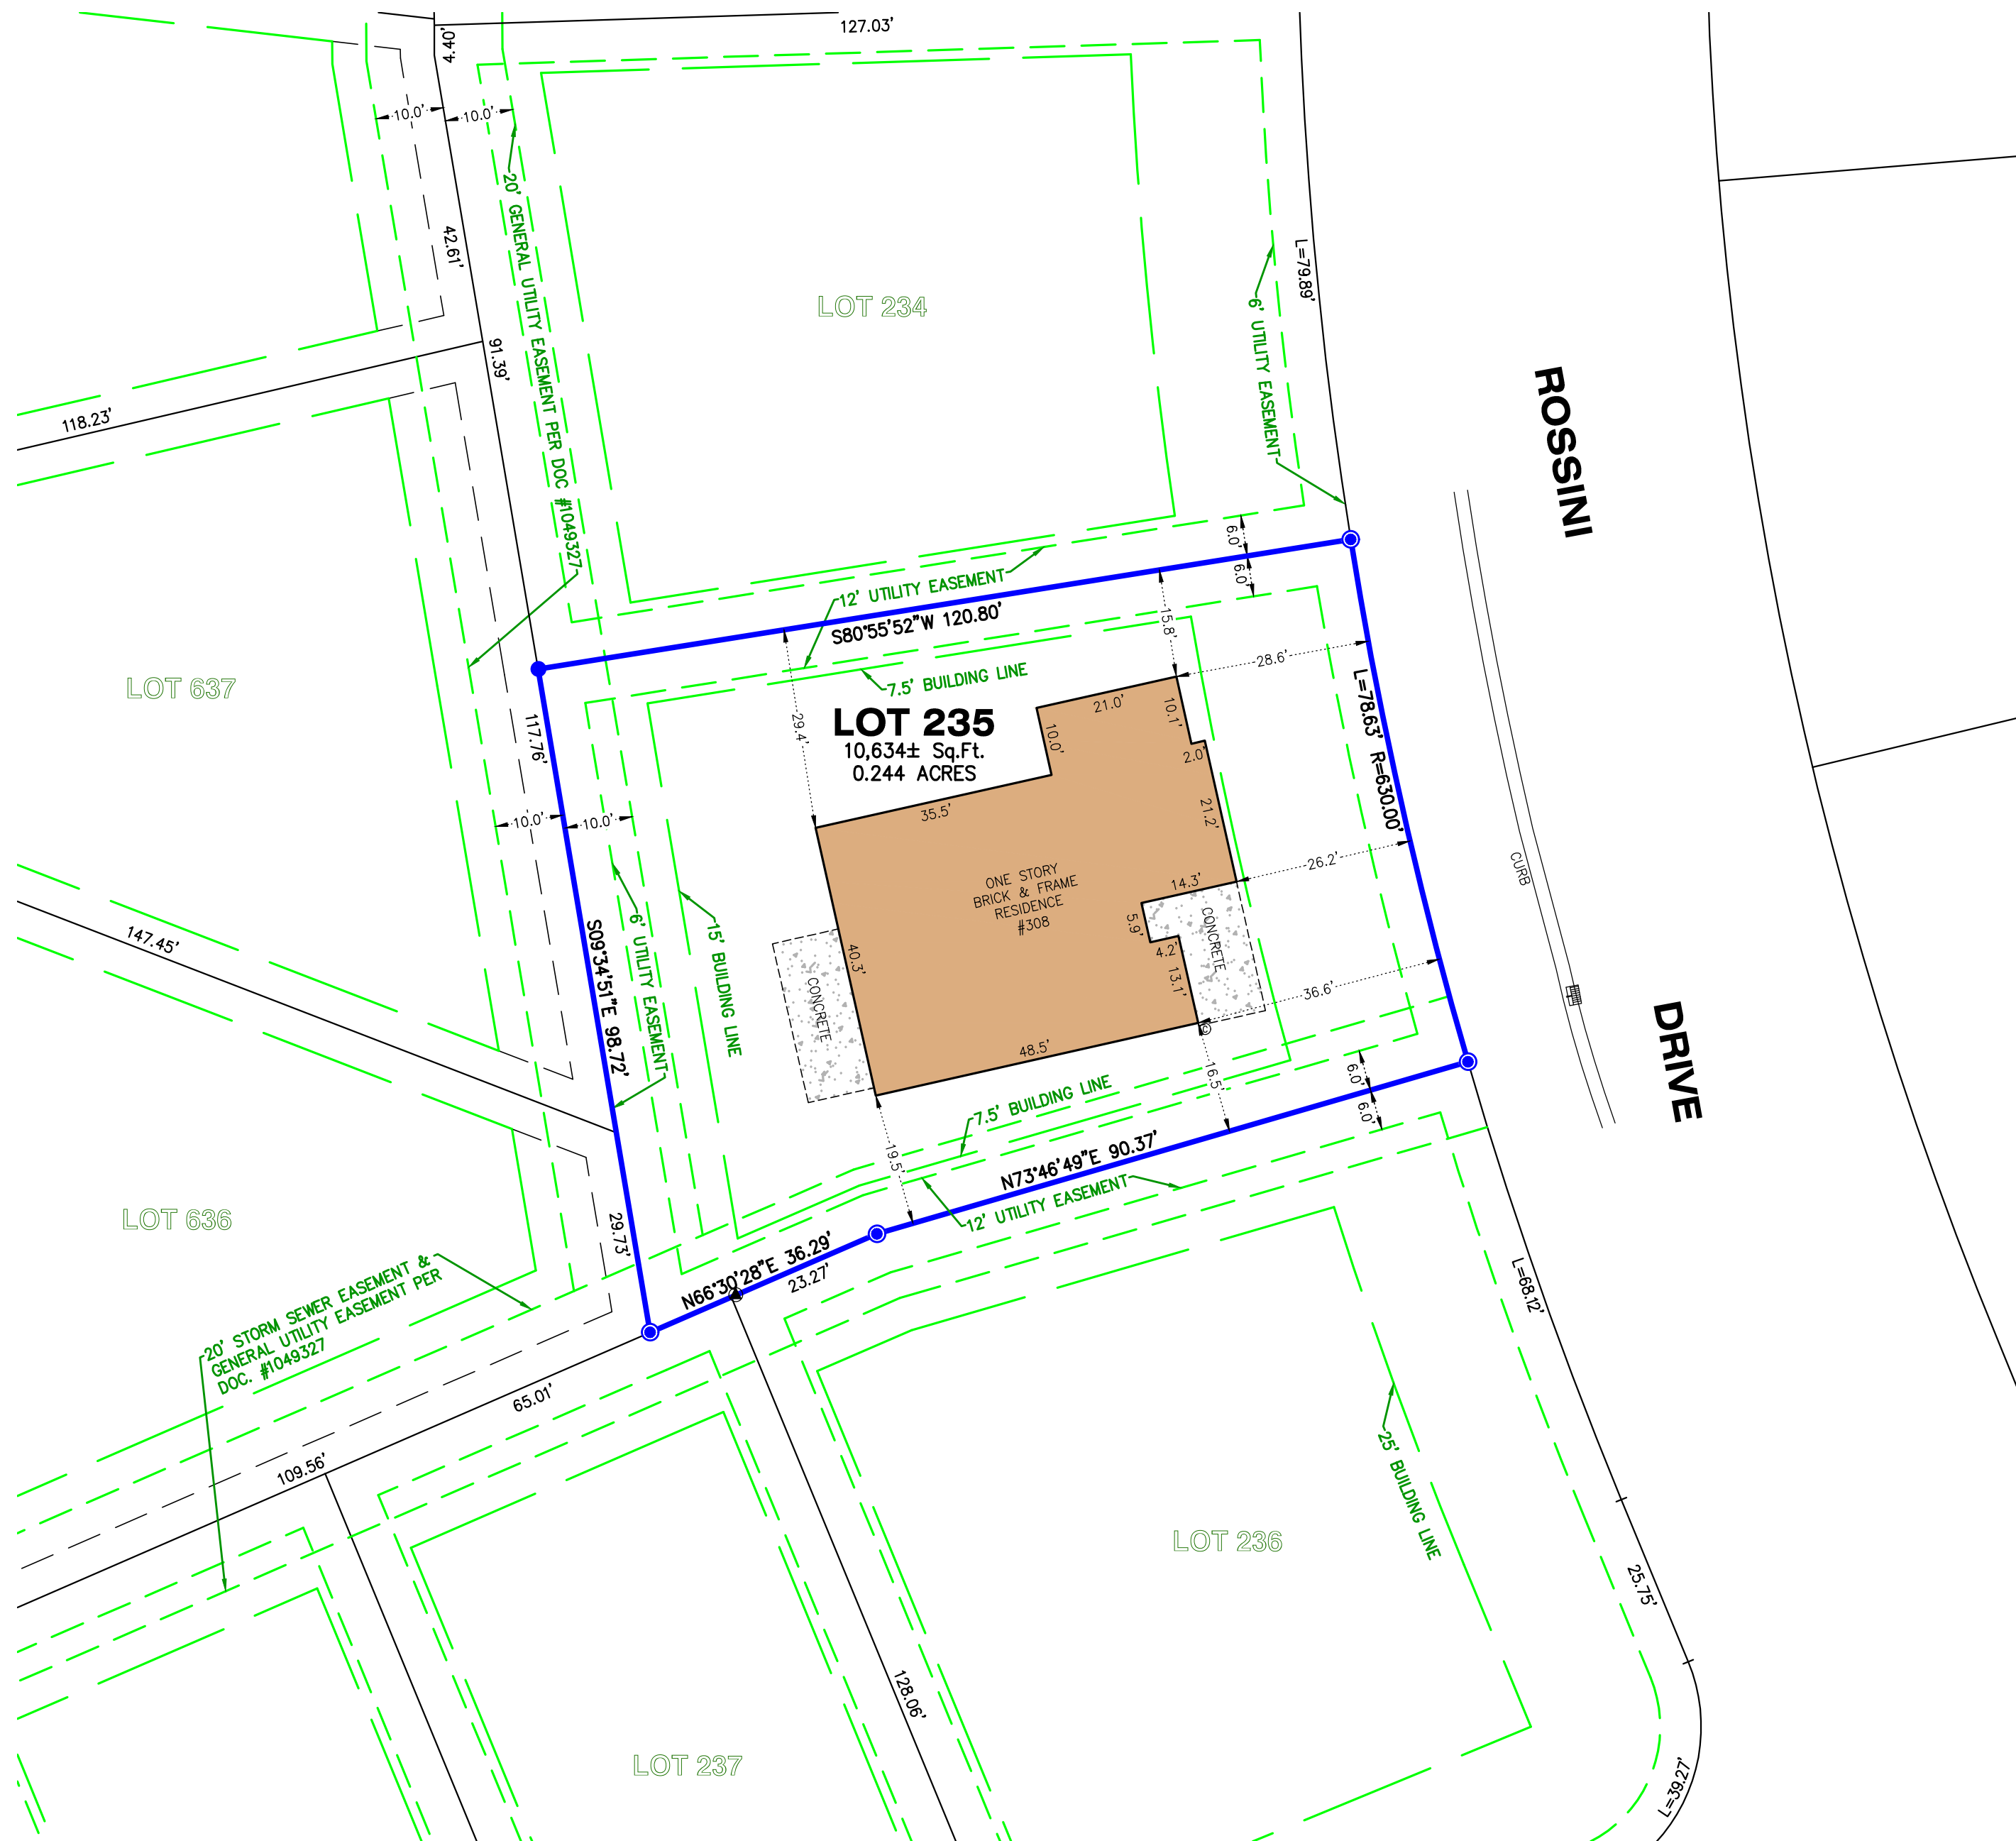 127.03'
4.40'
10.0'
10.0'
20' GENERAL UTILITY EASEMENT PER DOC #1049327
42.61'
91.39'
118.23'
LOT 234
L=79.89'
6' UTILITY EASEMENT
ROSSINI
DRIVE
6.0'
6.0'
12' UTILITY EASEMENT
S80°55'52"W 120.80'
7.5' BUILDING LINE
LOT 637
LOT 235
10,634± Sq.Ft.
0.244 ACRES
117.76'
29.4'
15.8'
28.6'
21.0'
10.1'
10.0'
2.0'
35.5'
21.2'
L=78.63' R=630.00'
10.0'
10.0'
ONE STORY
BRICK & FRAME
RESIDENCE
#308
26.2'
14.3'
5.9'
4.2'
13.1'
CONCRETE
CURB
40.3'
CONCRETE
36.6'
48.5'
16.5'
147.45'
S09°34'51"E 98.72'
6' UTILITY EASEMENT
15' BUILDING LINE
7.5' BUILDING LINE
6.0'
6.0'
19.5'
N73°46'49"E 90.37'
12' UTILITY EASEMENT
LOT 636
29.73'
N66°30'28"E 36.29'
23.27'
20' STORM SEWER EASEMENT &
GENERAL UTILITY EASEMENT PER
DOC. #1049327
65.01'
109.56'
L=68.12'
25' BUILDING LINE
LOT 236
25.75'
128.06'
LOT 237
L=39.27'